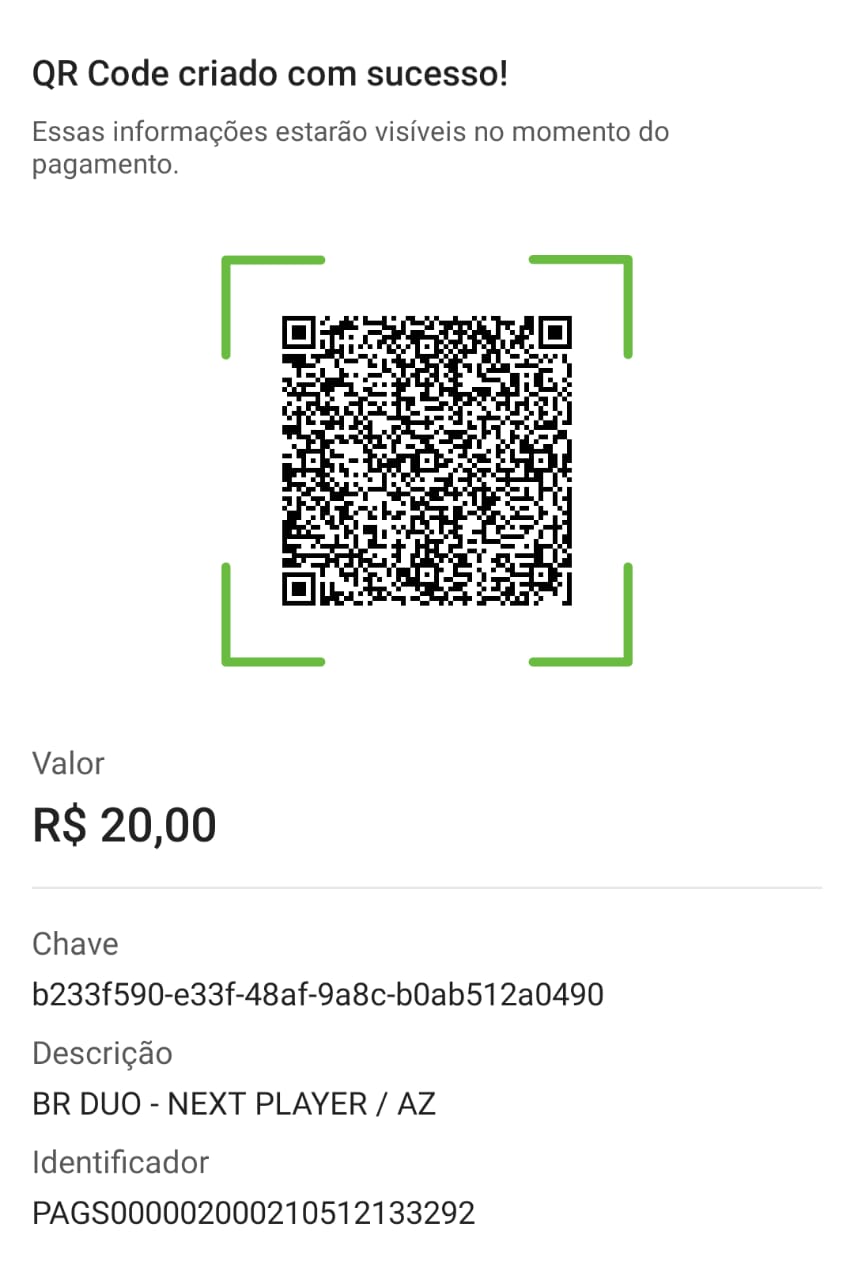 QR Code criado com sucesso!
Essas informações estarão visíveis no momento do
pagamento.
Valor
R$ 20,00
Chave
b233f590-e33f-48af-9a8c-b0ab512a0490
Descrição
BR DUO - NEXT PLAYER / AZ
Identificador
PAGS000002000210512133292